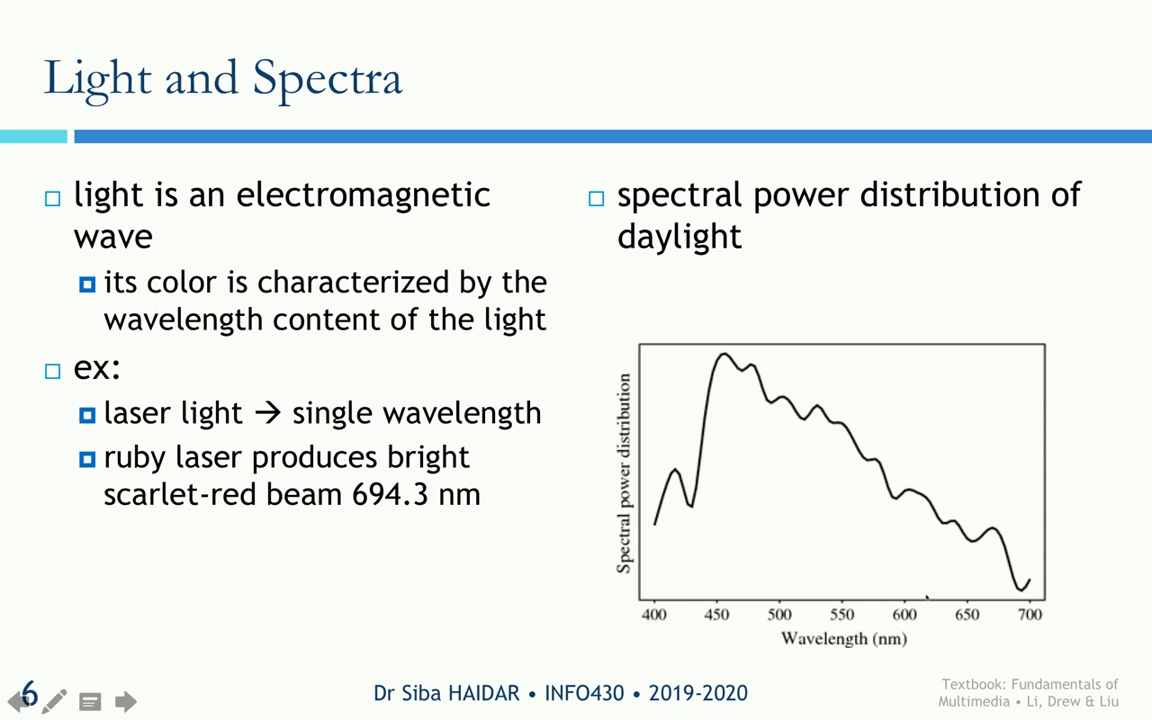 Light and Spectra
light is an electromagnetic
wave
its color is characterized by the
wavelength content of the light
ex:
laser light → single wavelength
ruby laser produces bright
scarlet-red beam 694.3 nm
spectral power distribution of
daylight
Spectral power distribution
400 450 500 550 600 650 700
Wavelength (nm)
6
Dr Siba HAIDAR • INFO430 • 2019-2020
Textbook: Fundamentals of
Multimedia • Li, Drew & Liu